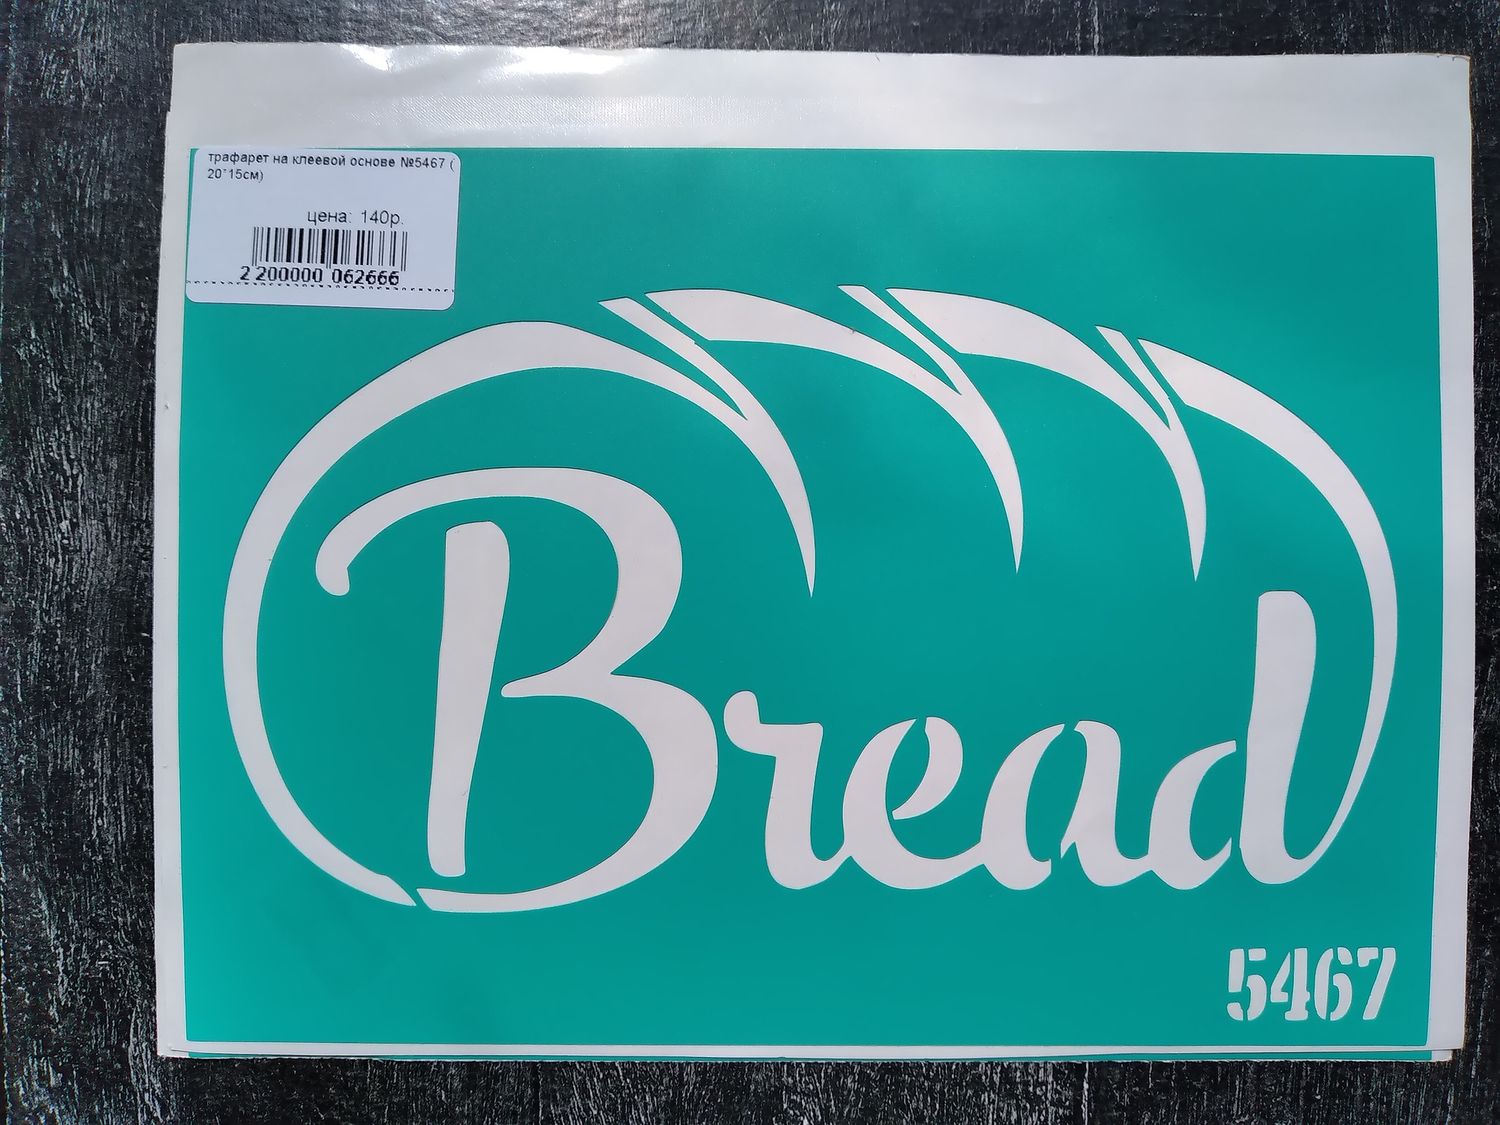 трафарет на клеевой основе №5467 (
20*15см)
цена: 140р.
2 200000 062666
Bread
5467